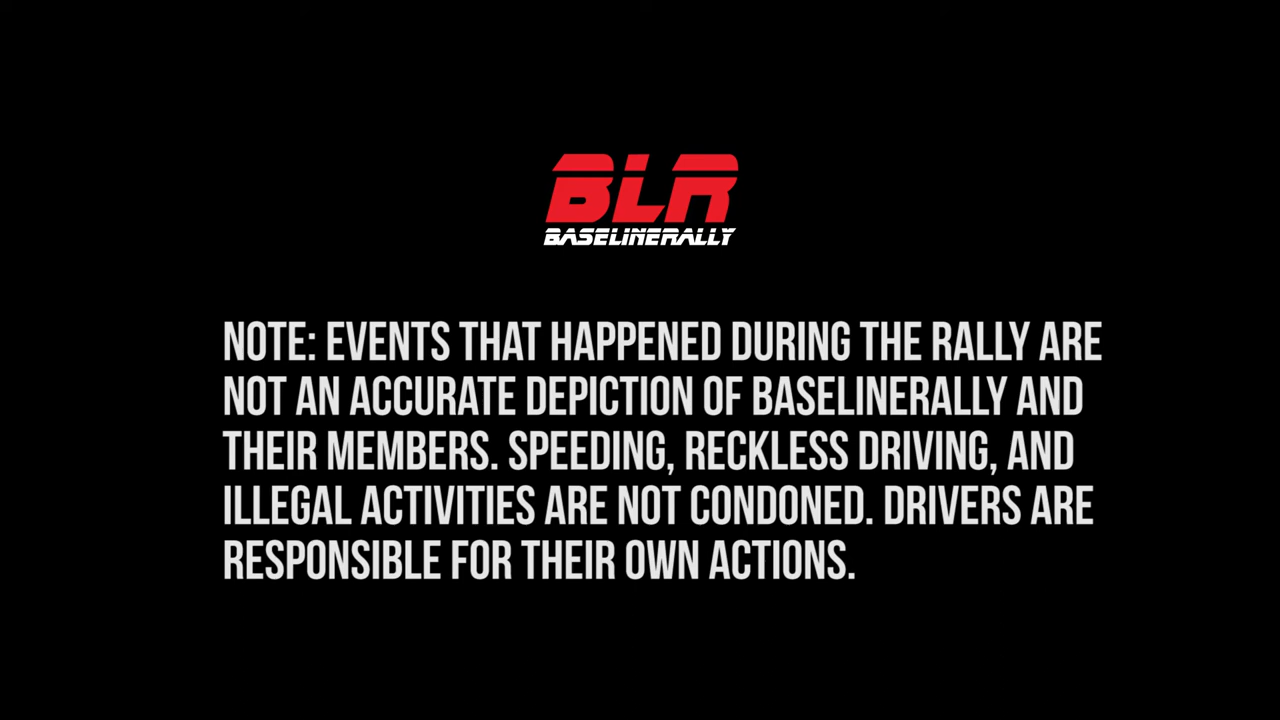 BLR
BASELINERALLY
NOTE: EVENTS THAT HAPPENED DURING THE RALLY ARE
NOT AN ACCURATE DEPICTION OF BASELINERALLY AND
THEIR MEMBERS. SPEEDING, RECKLESS DRIVING, AND
ILLEGAL ACTIVITIES ARE NOT CONDONED. DRIVERS ARE
RESPONSIBLE FOR THEIR OWN ACTIONS.